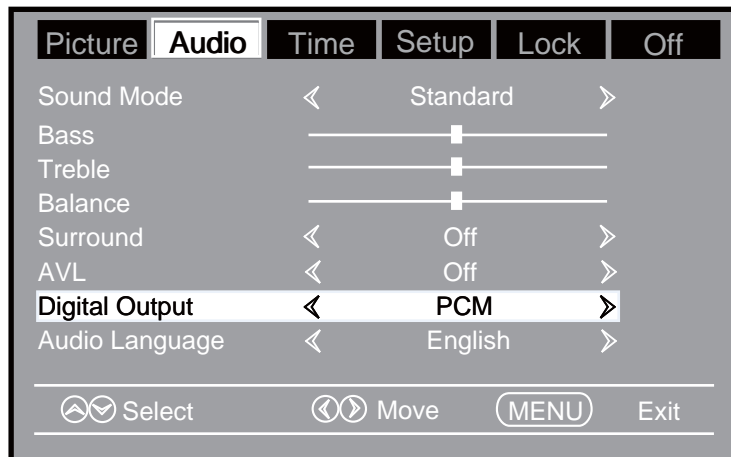 Picture Audio Time Setup Lock Off
Sound Mode Standard
Bass
Treble
Balance
Surround Off
AVL Off
Digital Output PCM
Audio Language English
Select Move MENU Exit